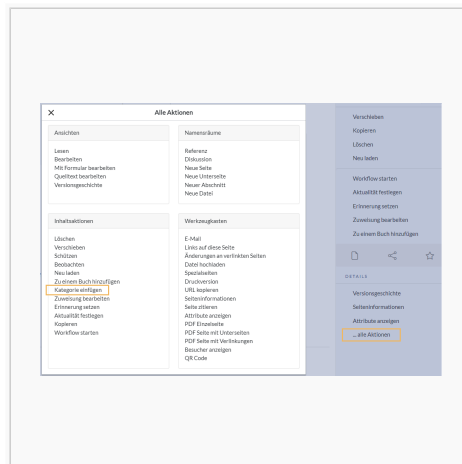 Alle Aktionen
Ansichten
Lesen
Bearbeiten
Mit Formular bearbeiten
Quelltext bearbeiten
Versionsgeschichte
Namensräume
Referenz
Diskussion
Neue Seite
Neue Unterseite
Neuer Abschnitt
Neue Datei
Inhaltsaktionen
Löschen
Verschieben
Schützen
Beobachten
Neu laden
Zu einem Buch hinzufügen
Kategorie einfügen
Zuweisung bearbeiten
Erinnerung setzen
Aktualität festlegen
Kopieren
Workflow starten
Werkzeugkasten
E-Mail
Links auf diese Seite
Änderungen an verlinkten Seiten
Datei hochladen
Spezialseiten
Druckversion
URL kopieren
Seiteninformationen
Seite zitieren
Attribute anzeigen
PDF Einzelseite
PDF Seite mit Unterseiten
PDF Seite mit Verlinkungen
Besucher anzeigen
QR Code
Verschieben
Kopieren
Löschen
Neu laden
Workflow starten
Aktualität festlegen
Erinnerung setzen
Zuweisung bearbeiten
Zu einem Buch hinzufügen
DETAILS
Versionsgeschichte
Seiteninformationen
Attribute anzeigen
... alle Aktionen